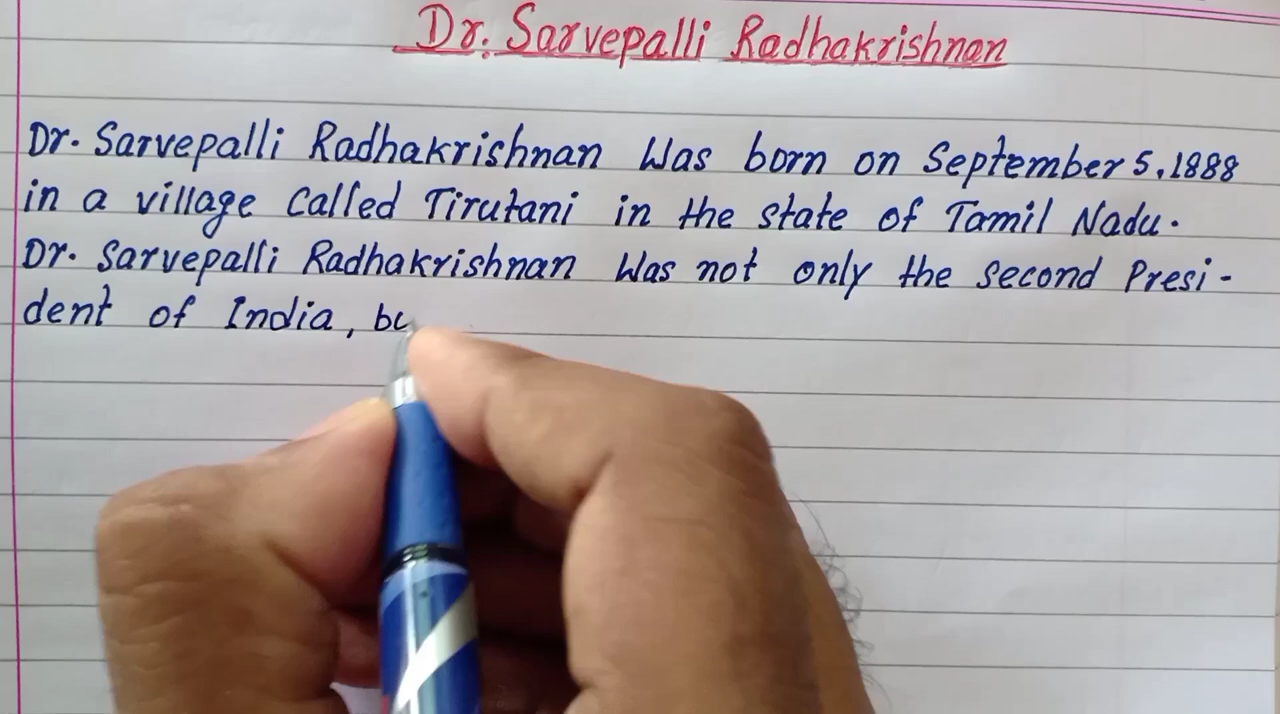 Dr. Sarvepalli Radhakrishnan
Dr. Sarvepalli Radhakrishnan Was born on September 5, 1888
in a village Called Tirutani in the state of Tamil Nadu.
Dr. Sarvepalli Radhakrishnan Was not only the second Presi-
dent of India, bu